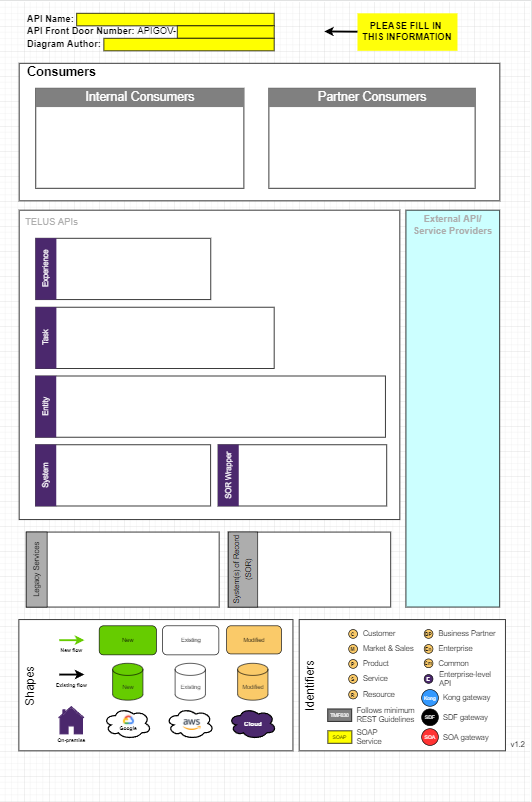 API Name:
API Front Door Number: APIGOV-
Diagram Author:
PLEASE FILL IN
THIS INFORMATION
Consumers
Internal Consumers
Partner Consumers
TELUS APIs
External API/
Service Providers
Experience
Task
Entity
System
SOR Wrapper
Legacy Services
System(s) of Record
(SOR)
Shapes
New flow
New
Existing
Modified
Existing flow
New
Existing
Modified
On-premise
Google
aws
Cloud
Identifiers
C Customer
M Market & Sales
P Product
S Service
R Resource
TMF630 Follows minimum
REST Guidelines
SOAP SOAP
Service
BP Business Partner
En Enterprise
Cm Common
E Enterprise-level
API
Kong Kong gateway
SDF SDF gateway
SOA SOA gateway
v1.2